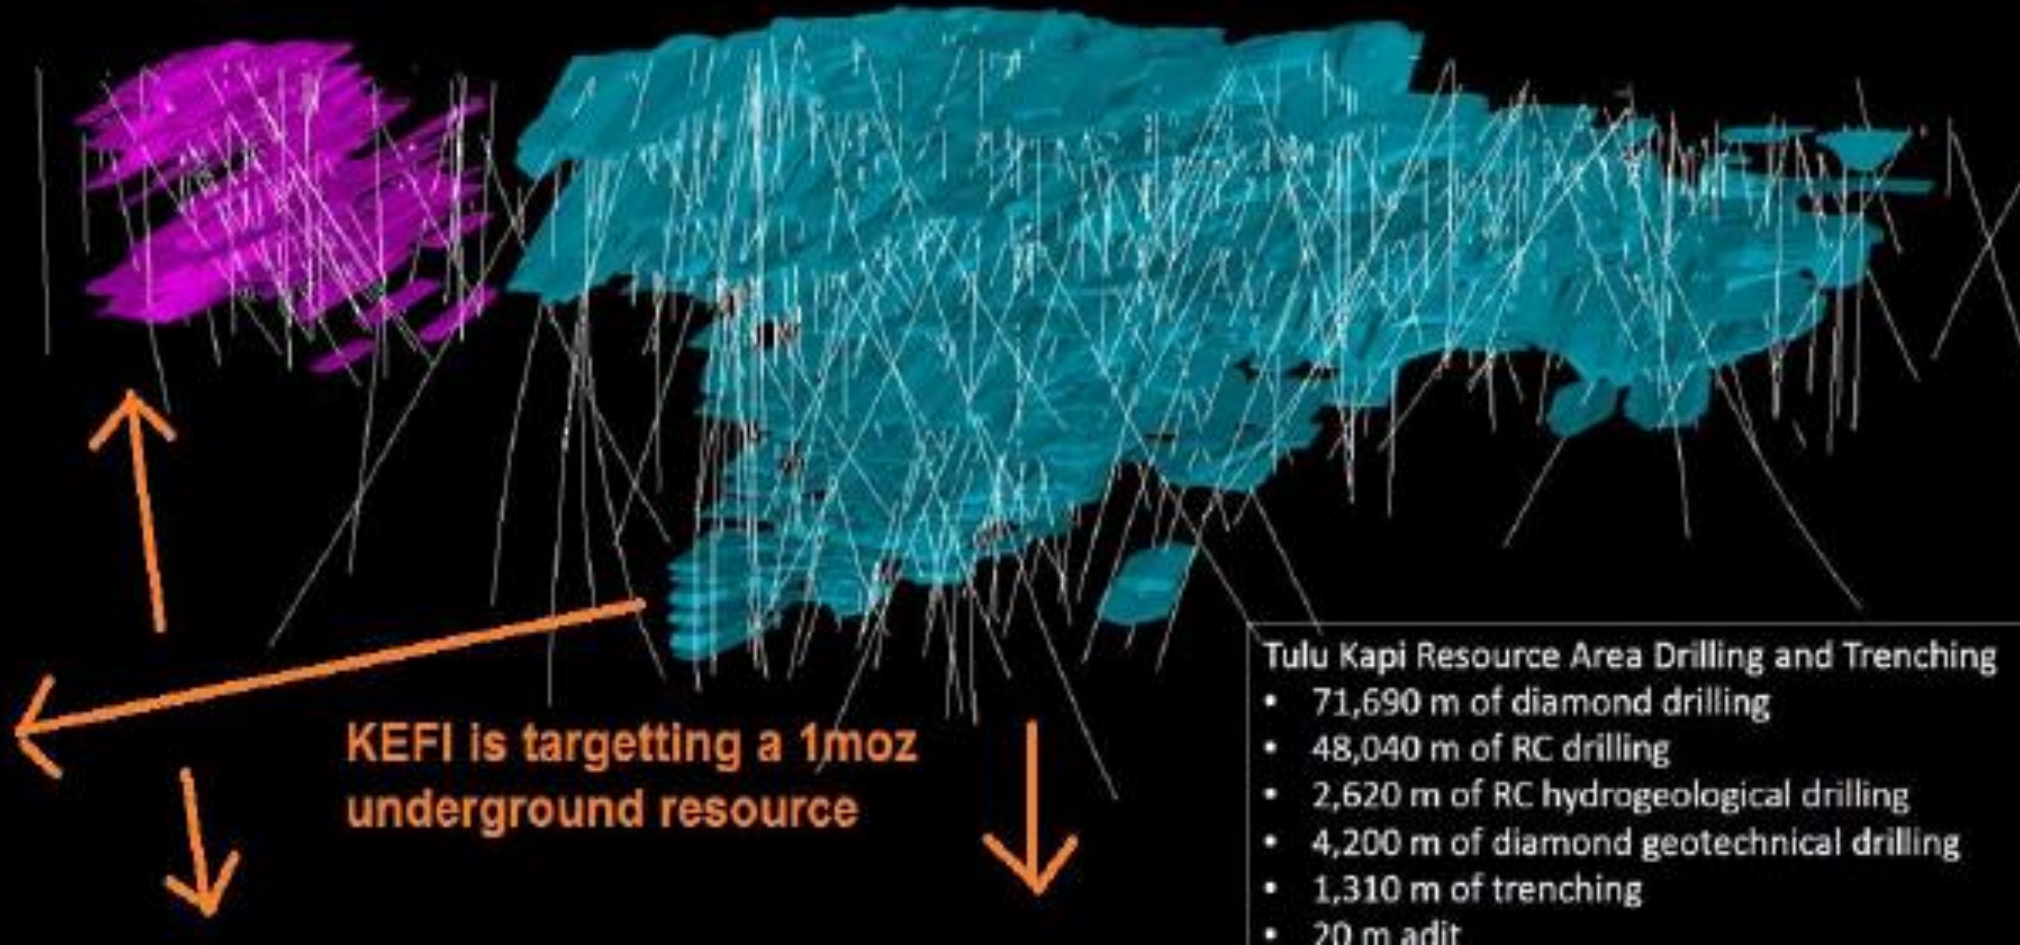 KEFI is targetting a 1moz
underground resource
Tulu Kapi Resource Area Drilling and Trenching
• 71,690 m of diamond drilling
• 48,040 m of RC drilling
• 2,620 m of RC hydrogeological drilling
• 4,200 m of diamond geotechnical drilling
• 1,310 m of trenching
• 20 m adit